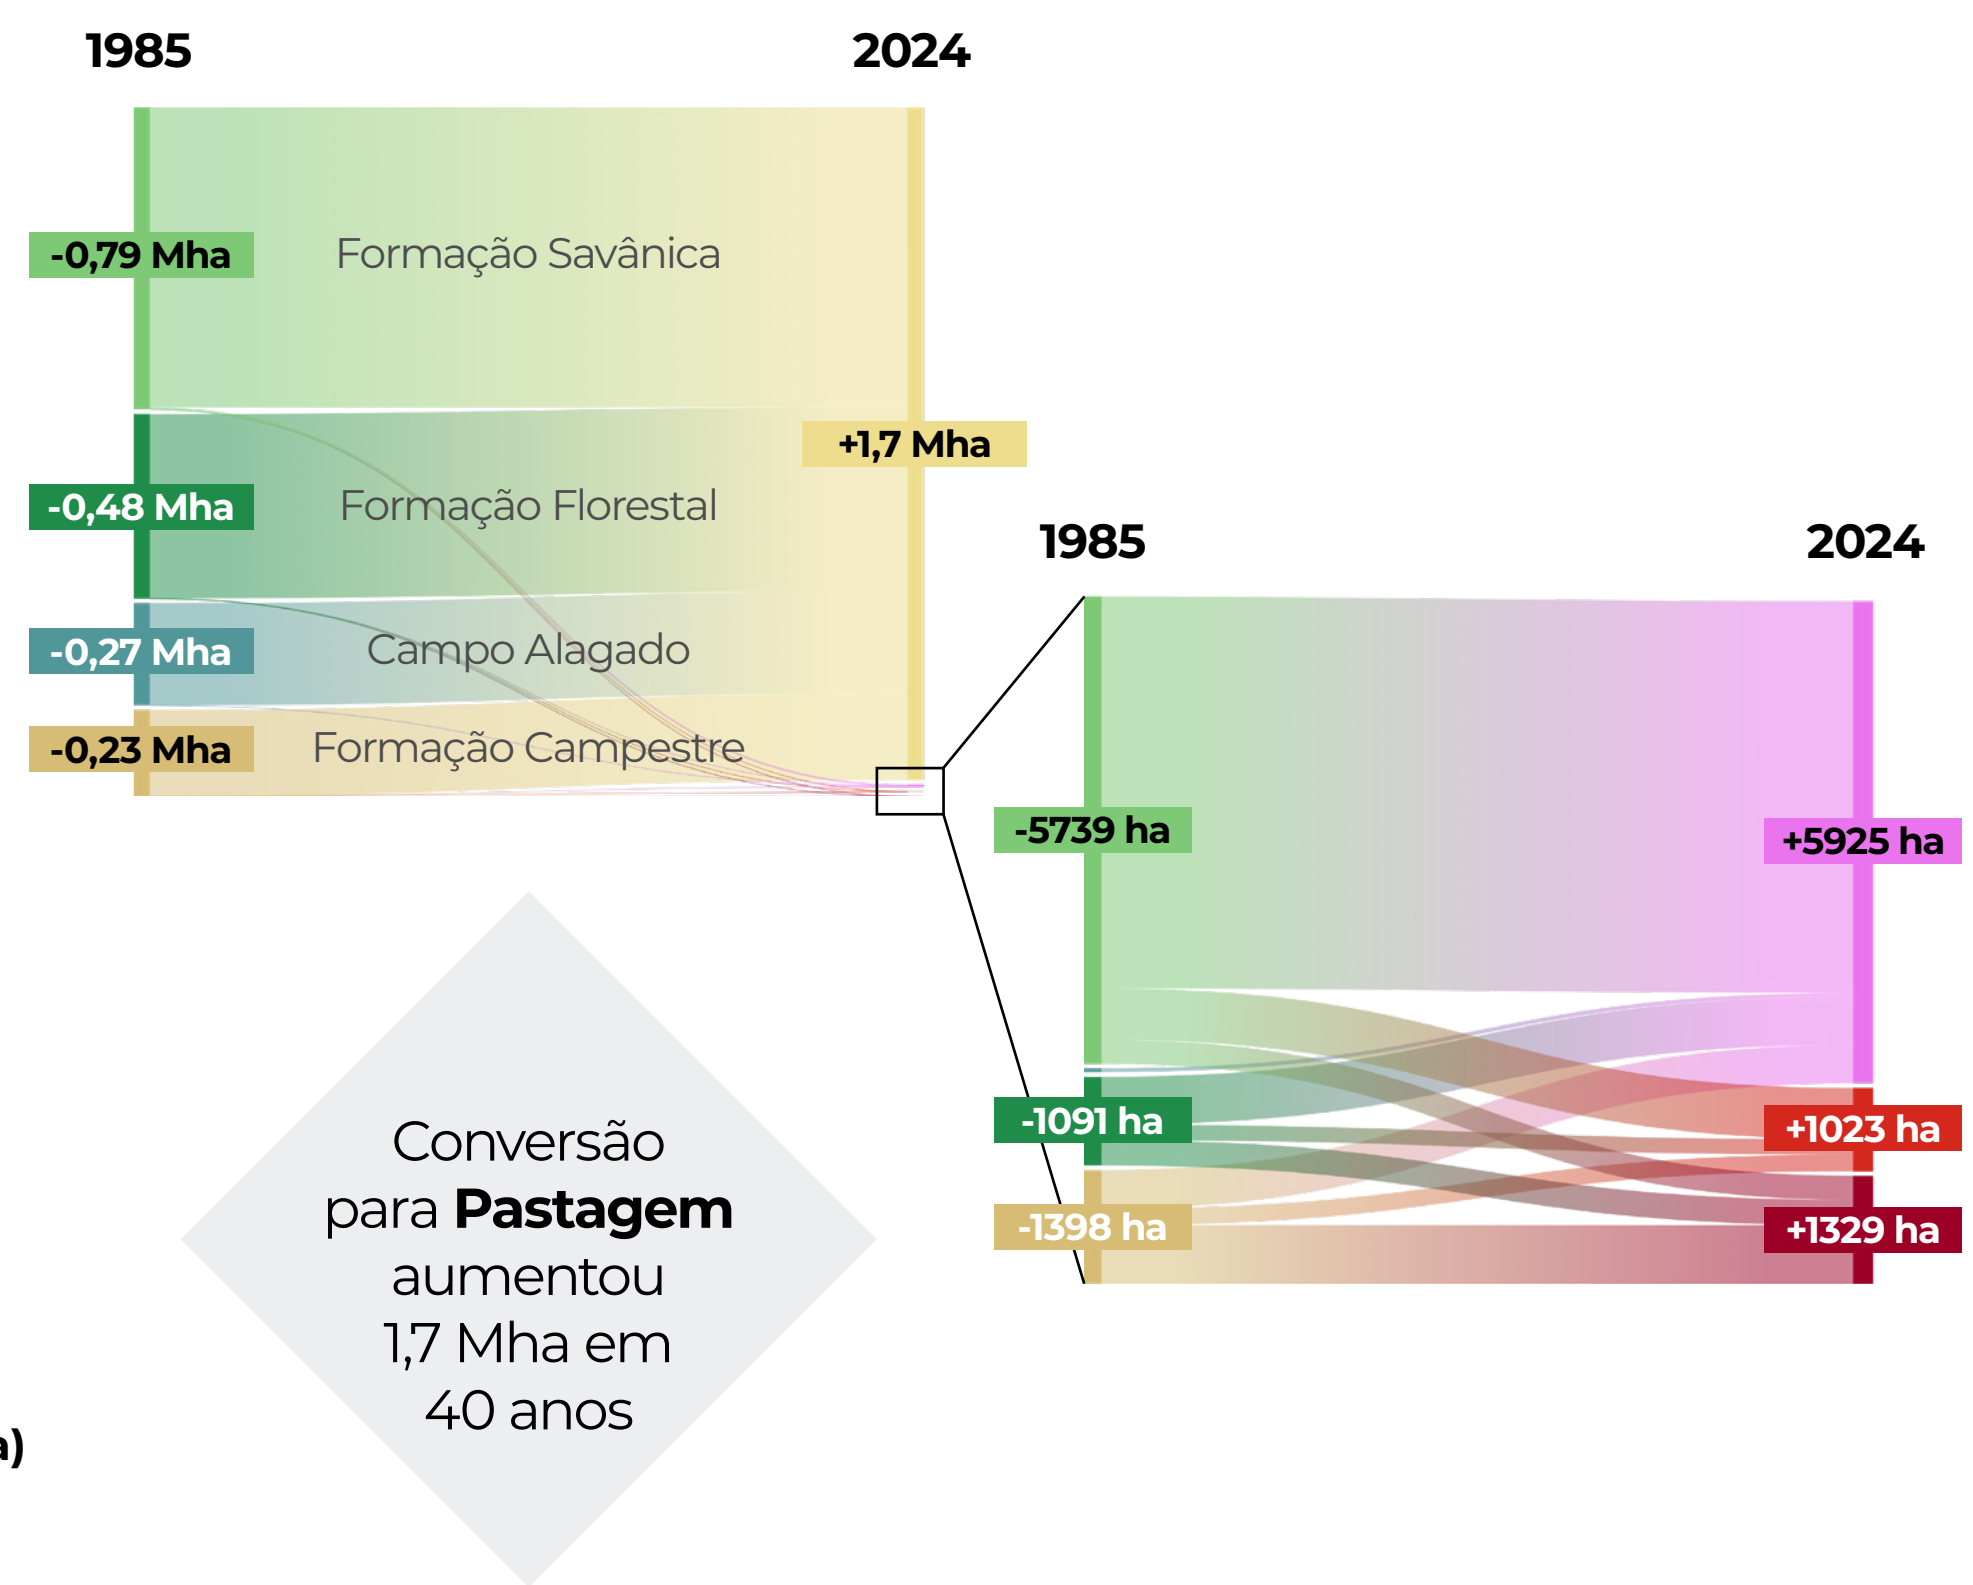 1985
2024
-0,79 Mha
Formação Savânica
+1,7 Mha
-0,48 Mha
Formação Florestal
-0,27 Mha
Campo Alagado
-0,23 Mha
Formação Campestre
1985
2024
-5739 ha
+5925 ha
-1091 ha
+1023 ha
-1398 ha
+1329 ha
Conversão
para Pastagem
aumentou
1,7 Mha em
40 anos
a)